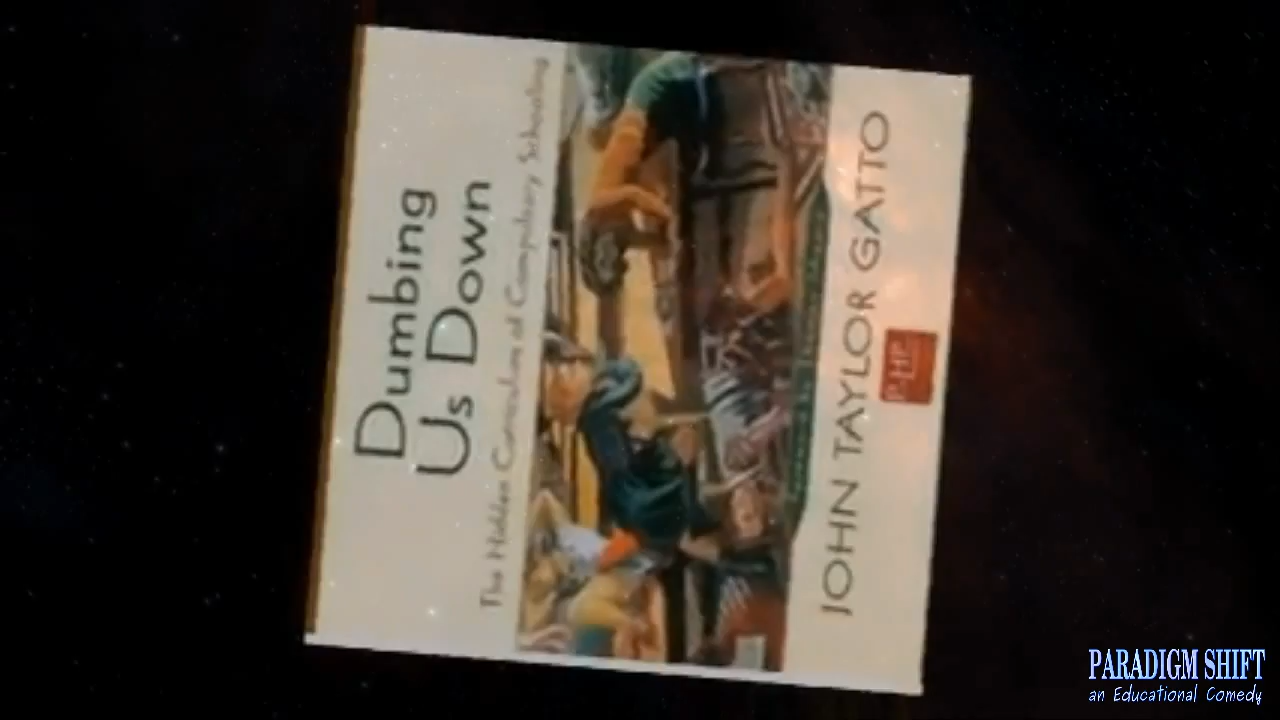 Dumbing
Us Down
The Hidden Curriculum of Compulsory Schooling
JOHN TAYLOR GATTO
PARADIGM SHIFT
an Educational Comedy